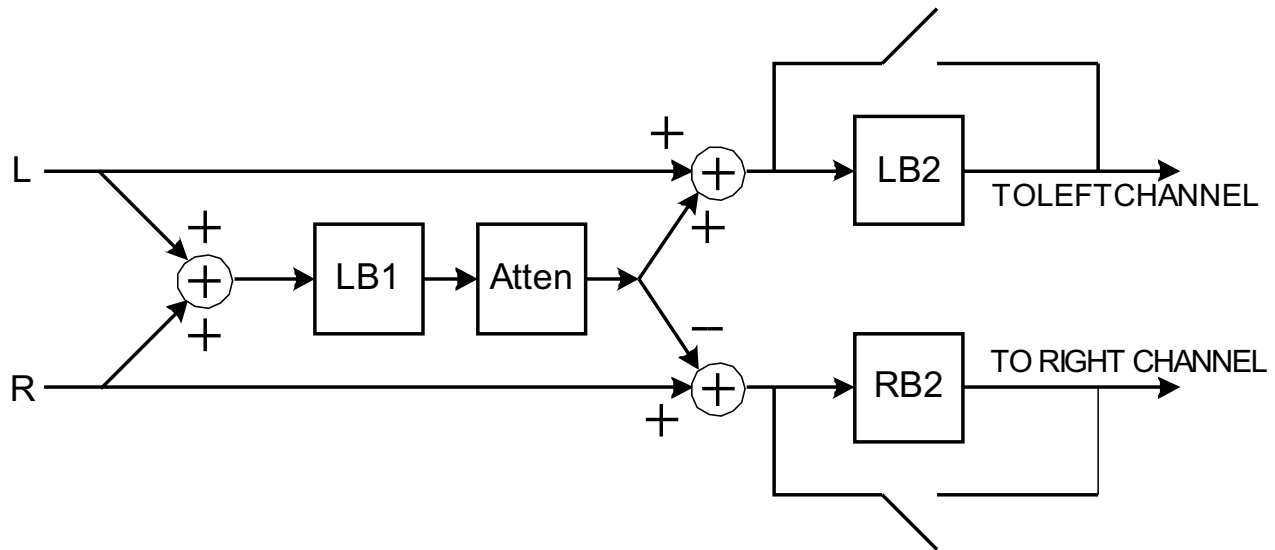 +
L
+
LB2
TOLEFTCHANNEL
+
+
+
LB1
Atten
+
−
TO RIGHT CHANNEL
R
+
RB2
+